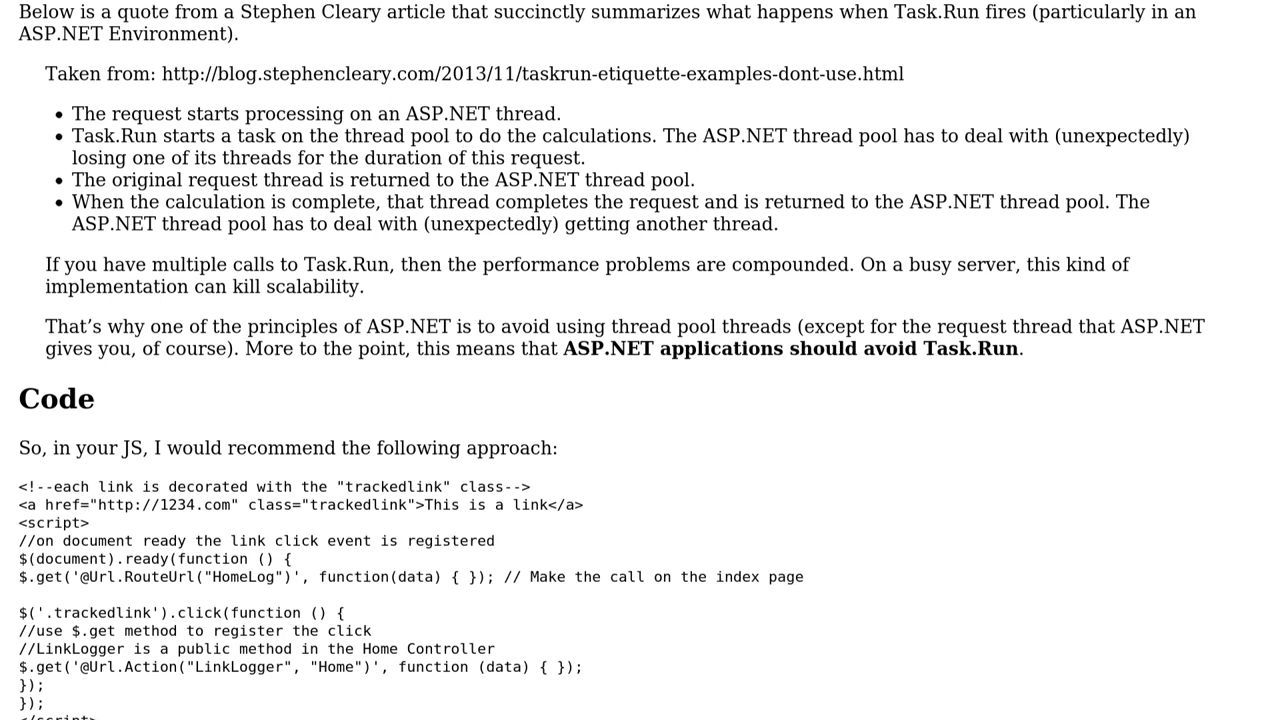 Below is a quote from a Stephen Cleary article that succinctly summarizes what happens when Task.Run fires (particularly in an
ASP.NET Environment).
Taken from: http://blog.stephencleary.com/2013/11/taskrun-etiquette-examples-dont-use.html
• The request starts processing on an ASP.NET thread.
• Task.Run starts a task on the thread pool to do the calculations. The ASP.NET thread pool has to deal with (unexpectedly)
losing one of its threads for the duration of this request.
• The original request thread is returned to the ASP.NET thread pool.
• When the calculation is complete, that thread completes the request and is returned to the ASP.NET thread pool. The
ASP.NET thread pool has to deal with (unexpectedly) getting another thread.
If you have multiple calls to Task.Run, then the performance problems are compounded. On a busy server, this kind of
implementation can kill scalability.
That’s why one of the principles of ASP.NET is to avoid using thread pool threads (except for the request thread that ASP.NET
gives you, of course). More to the point, this means that ASP.NET applications should avoid Task.Run.
Code
So, in your JS, I would recommend the following approach:
<!--each link is decorated with the "trackedlink" class-->
<a href="http://1234.com" class="trackedlink">This is a link</a>
<script>
//on document ready the link click event is registered
$(document).ready(function () {
$.get('@Url.RouteUrl("HomeLog")', function(data) { }); // Make the call on the index page
$('.trackedlink').click(function () {
//use $.get method to register the click
//LinkLogger is a public method in the Home Controller
$.get('@Url.Action("LinkLogger", "Home")', function (data) { });
});
});
</script>